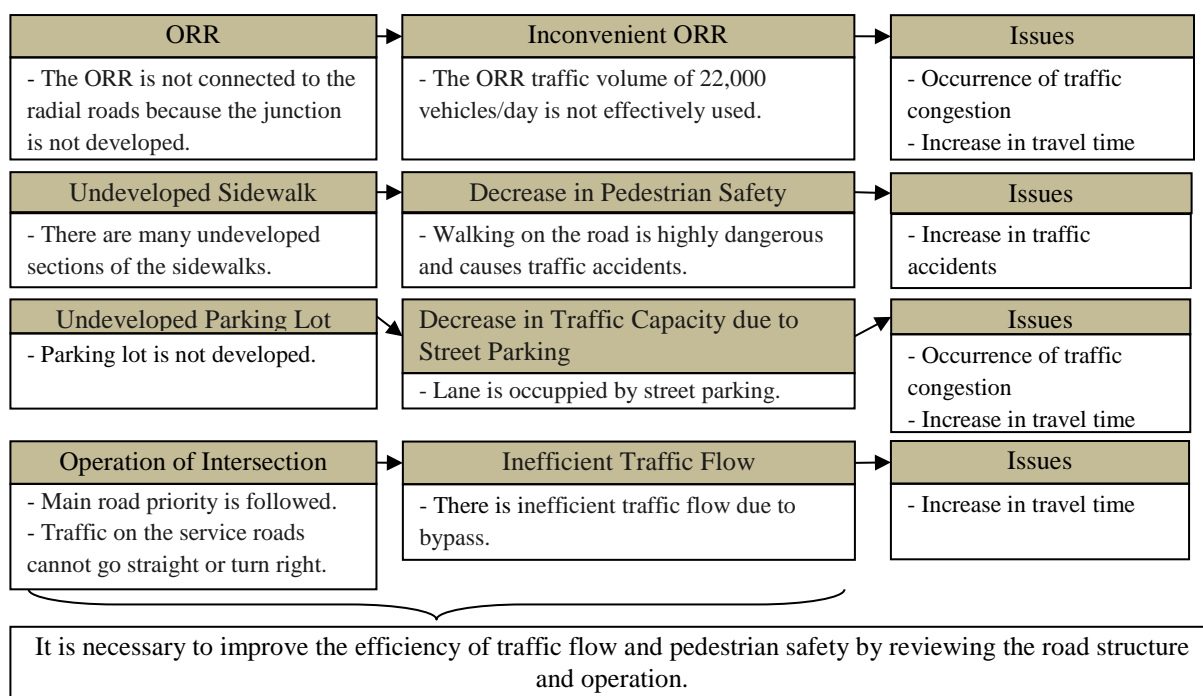 ORR
- The ORR is not connected to the
radial roads because the junction
is not developed.
Inconvenient ORR
- The ORR traffic volume of 22,000
vehicles/day is not effectively used.
Issues
- Occurrence of traffic
congestion
- Increase in travel time
Undeveloped Sidewalk
- There are many undeveloped
sections of the sidewalks.
Decrease in Pedestrian Safety
- Walking on the road is highly dangerous
and causes traffic accidents.
Issues
- Increase in traffic
accidents
Undeveloped Parking Lot
- Parking lot is not developed.
Decrease in Traffic Capacity due to
Street Parking
- Lane is occuppied by street parking.
Issues
- Occurrence of traffic
congestion
- Increase in travel time
Operation of Intersection
- Main road priority is followed.
- Traffic on the service roads
cannot go straight or turn right.
Inefficient Traffic Flow
- There is inefficient traffic flow due to
bypass.
Issues
- Increase in travel time
It is necessary to improve the efficiency of traffic flow and pedestrian safety by reviewing the road structure
and operation.